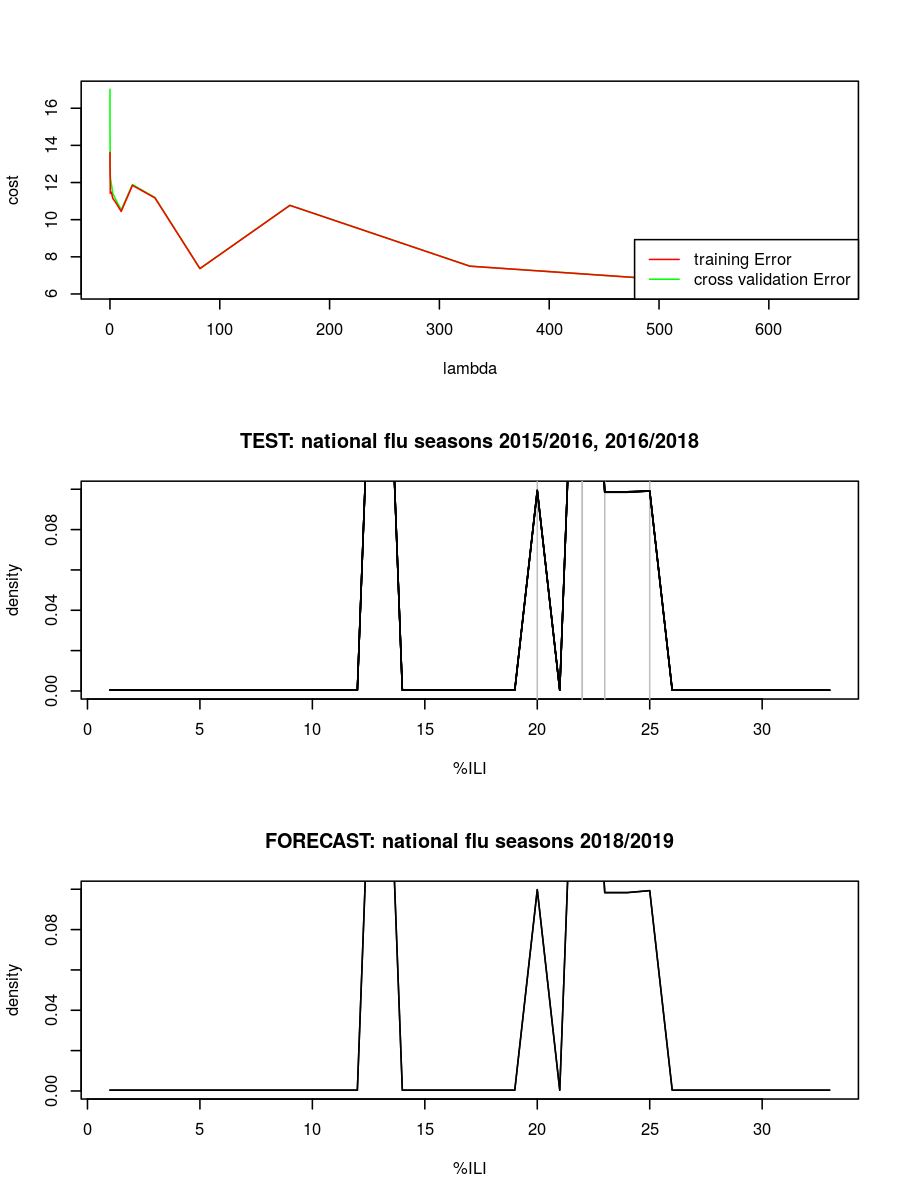 16
14
12
10
8
6
cost
training Error
cross validation Error
0 100 200 300 400 500 600
lambda
TEST: national flu seasons 2015/2016, 2016/2018
0.08
0.04
0.00
density
0 5 10 15 20 25 30
%ILI
FORECAST: national flu seasons 2018/2019
0.08
0.04
0.00
density
0 5 10 15 20 25 30
%ILI